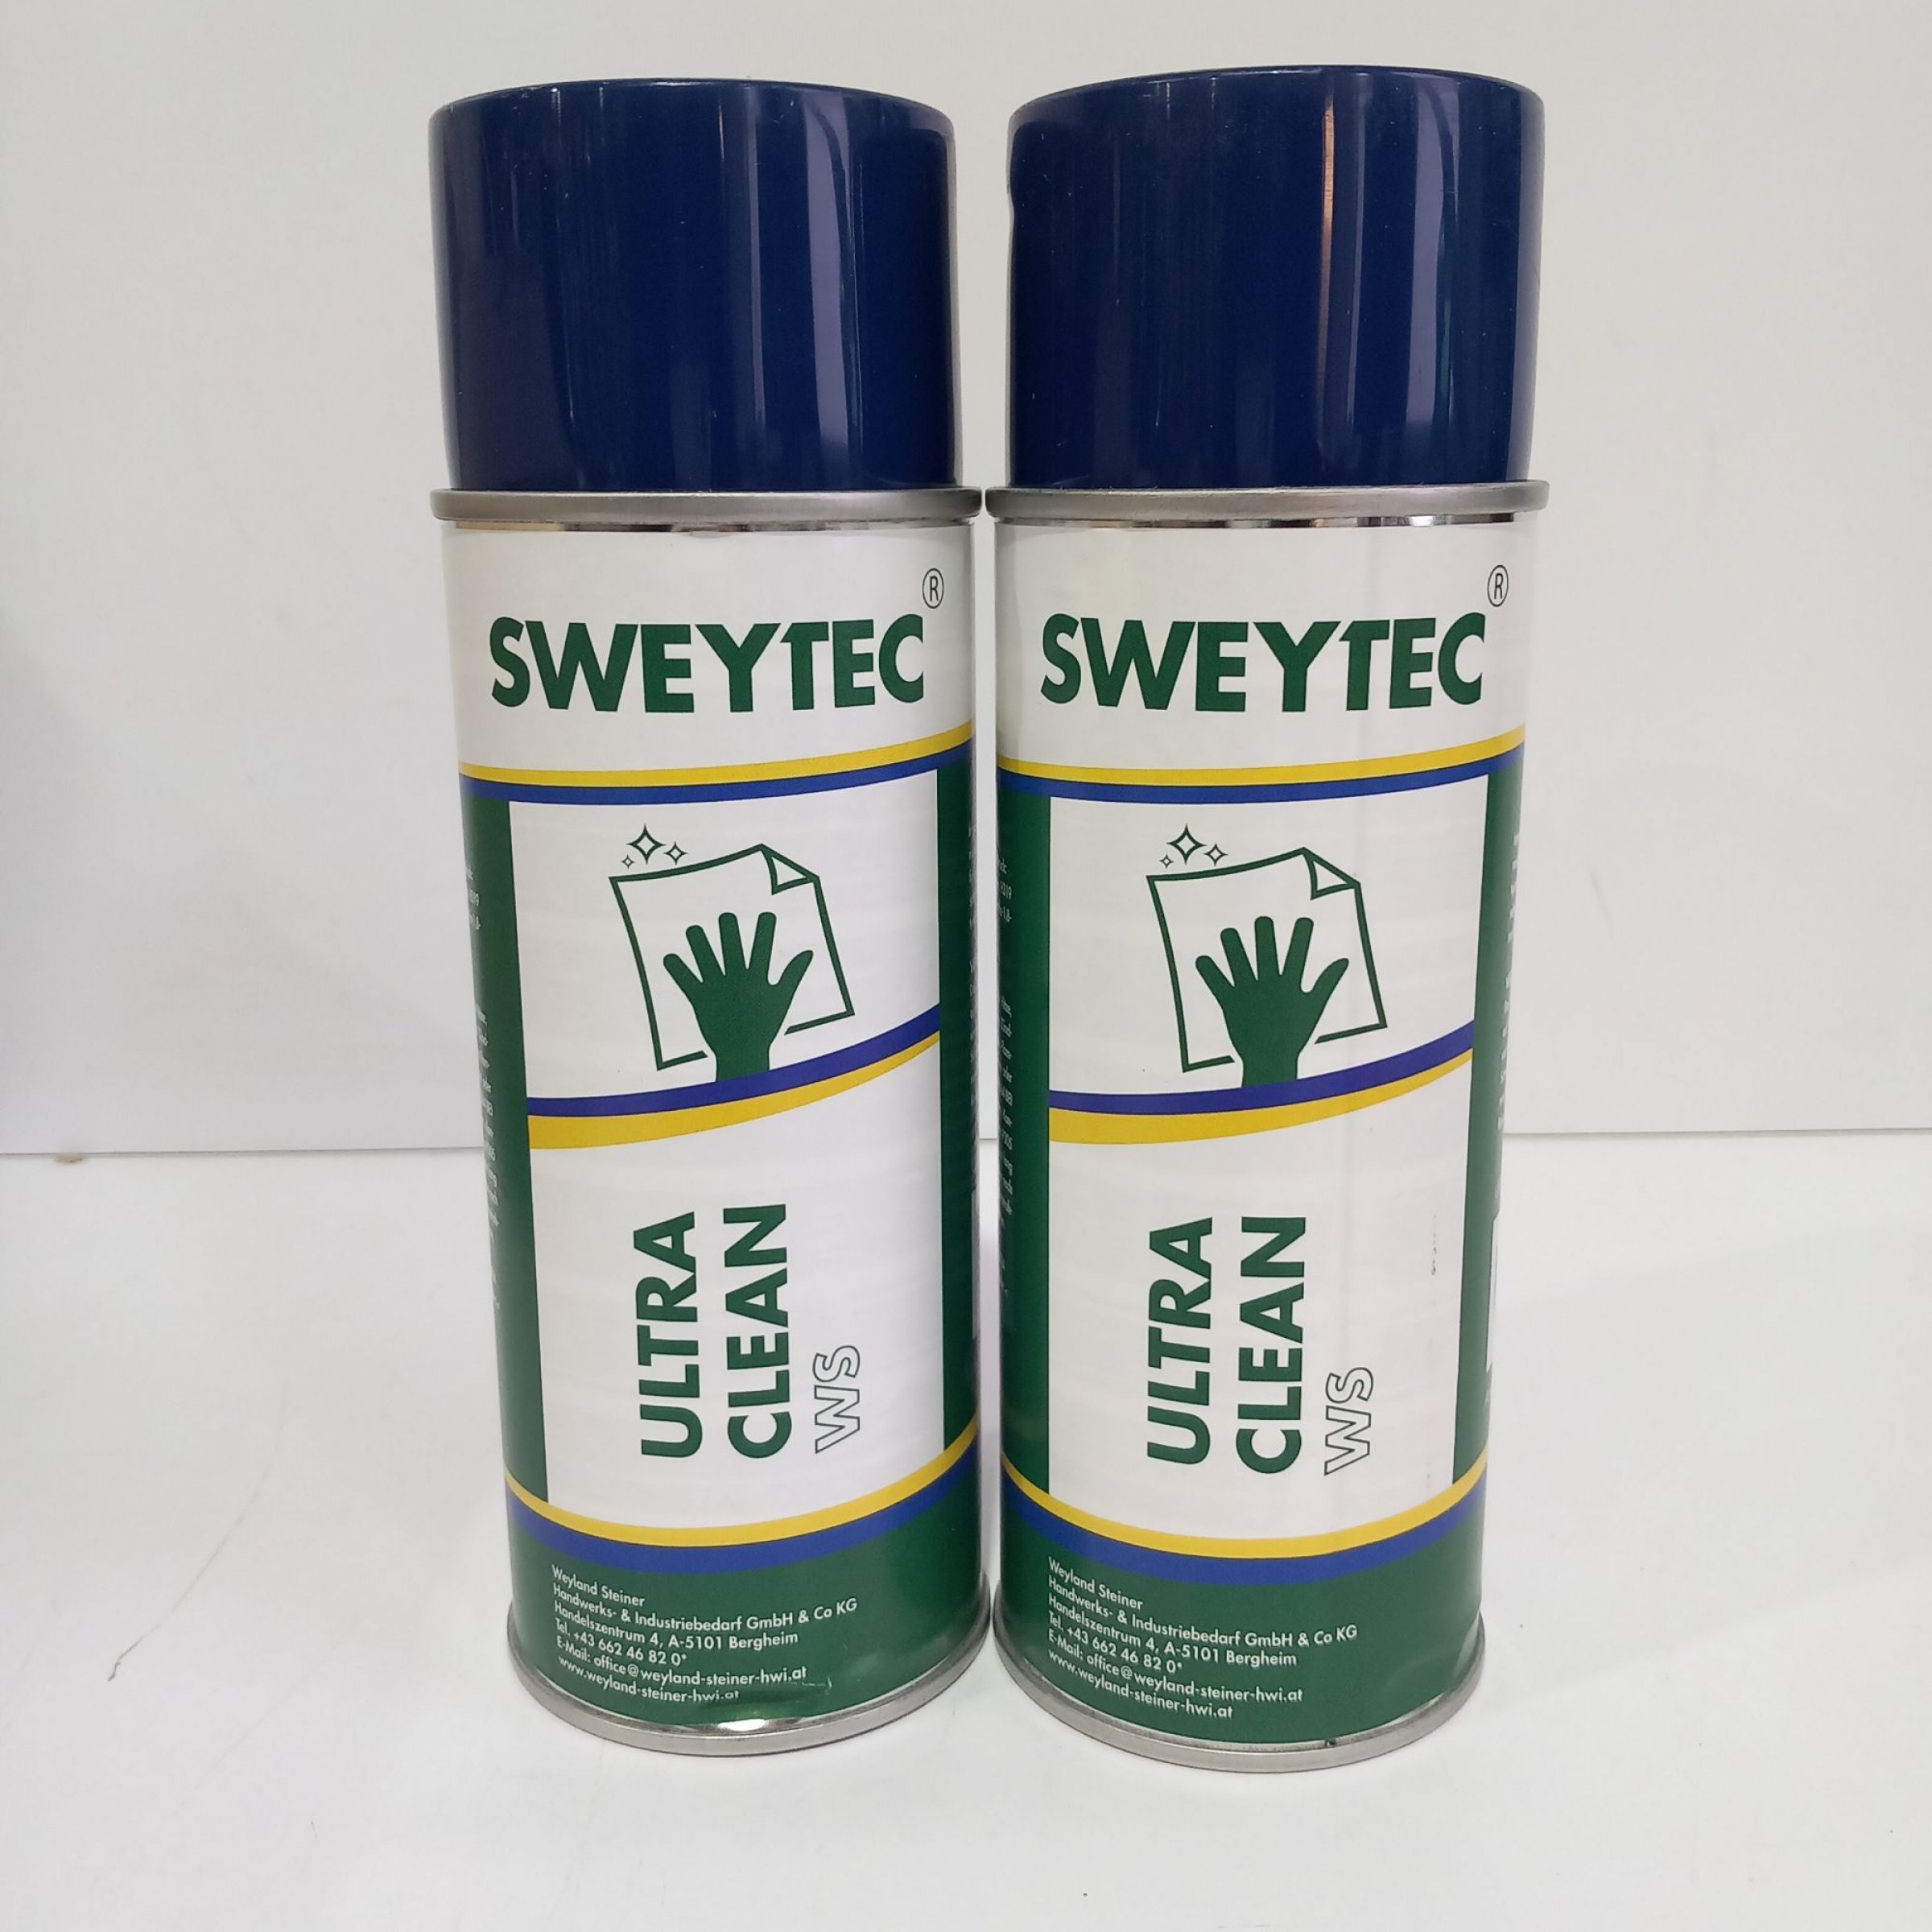 SWEYTEC®
ULTRA
CLEAN
WS
Weyland Steiner
Handwerks- & Industriebedarf GmbH & Co KG
Handelszentrum 4, A-5101 Bergheim
Tel. +43 662 46 82 0*
E-Mail: office@weyland-steiner-hwi.at
www.weyland-steiner-hwi.at
SWEYTEC®
ULTRA
CLEAN
WS
Weyland Steiner
Handwerks- & Industriebedarf GmbH & Co KG
Handelszentrum 4, A-5101 Bergheim
Tel. +43 662 46 82 0*
E-Mail: office@weyland-steiner-hwi.at
www.weyland-steiner-hwi.at